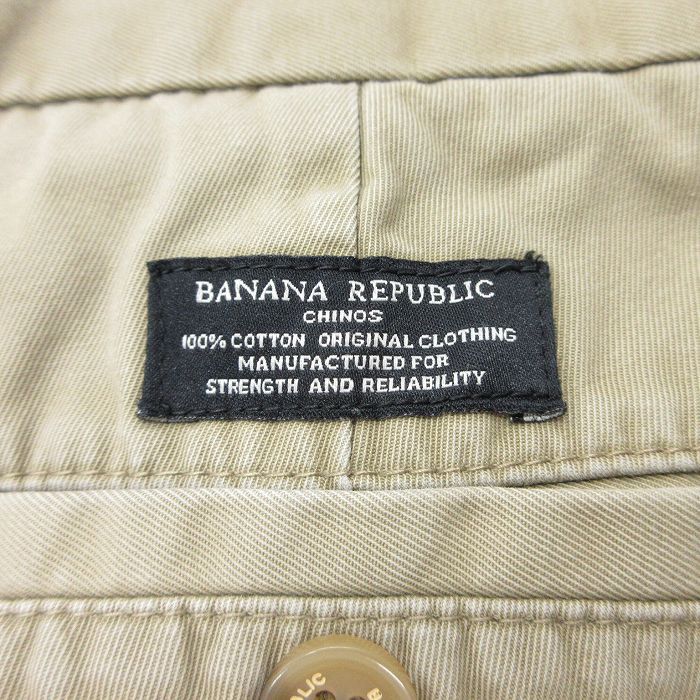 BANANA REPUBLIC
CHINOS
100% COTTON ORIGINAL CLOTHING
MANUFACTURED FOR
STRENGTH AND RELIABILITY